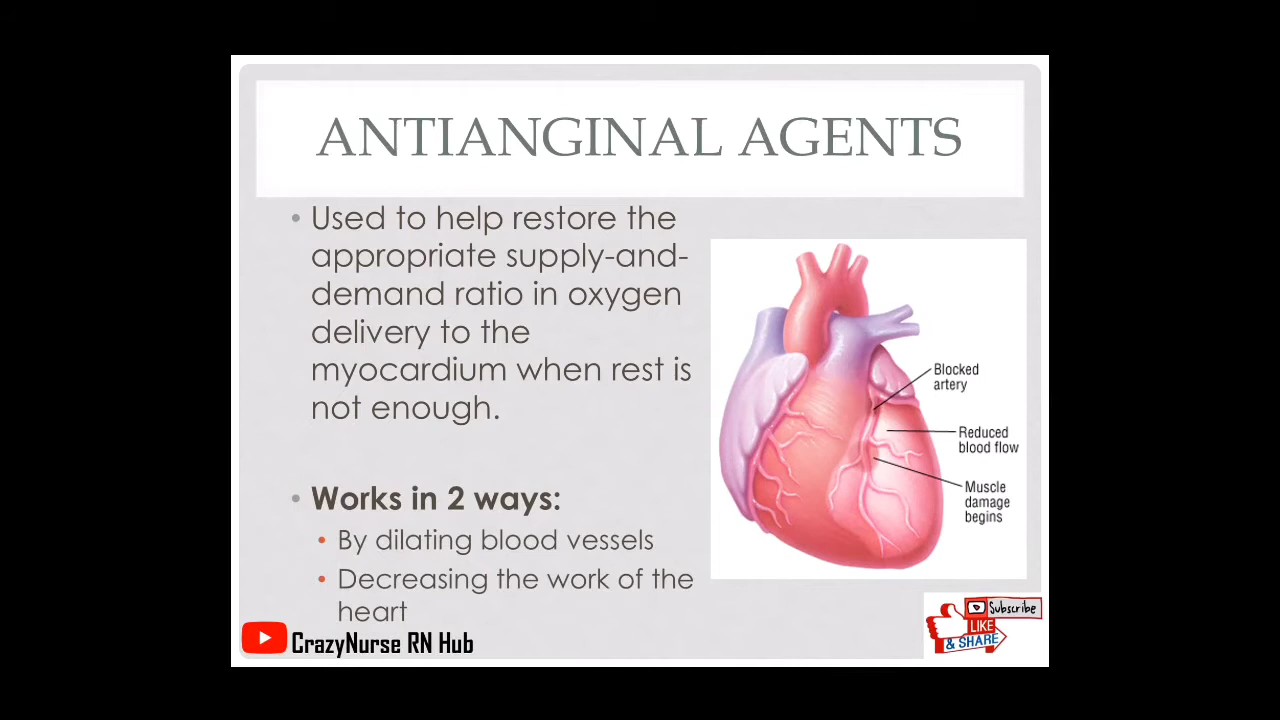 ANTIANGINAL AGENTS
• Used to help restore the
appropriate supply-and-
demand ratio in oxygen
delivery to the
myocardium when rest is
not enough.
• Works in 2 ways:
• By dilating blood vessels
• Decreasing the work of the
heart
Blocked
artery
Reduced
blood flow
Muscle
damage
begins
CrazyNurse RN Hub
Subscribe
LIKE
& SHARE